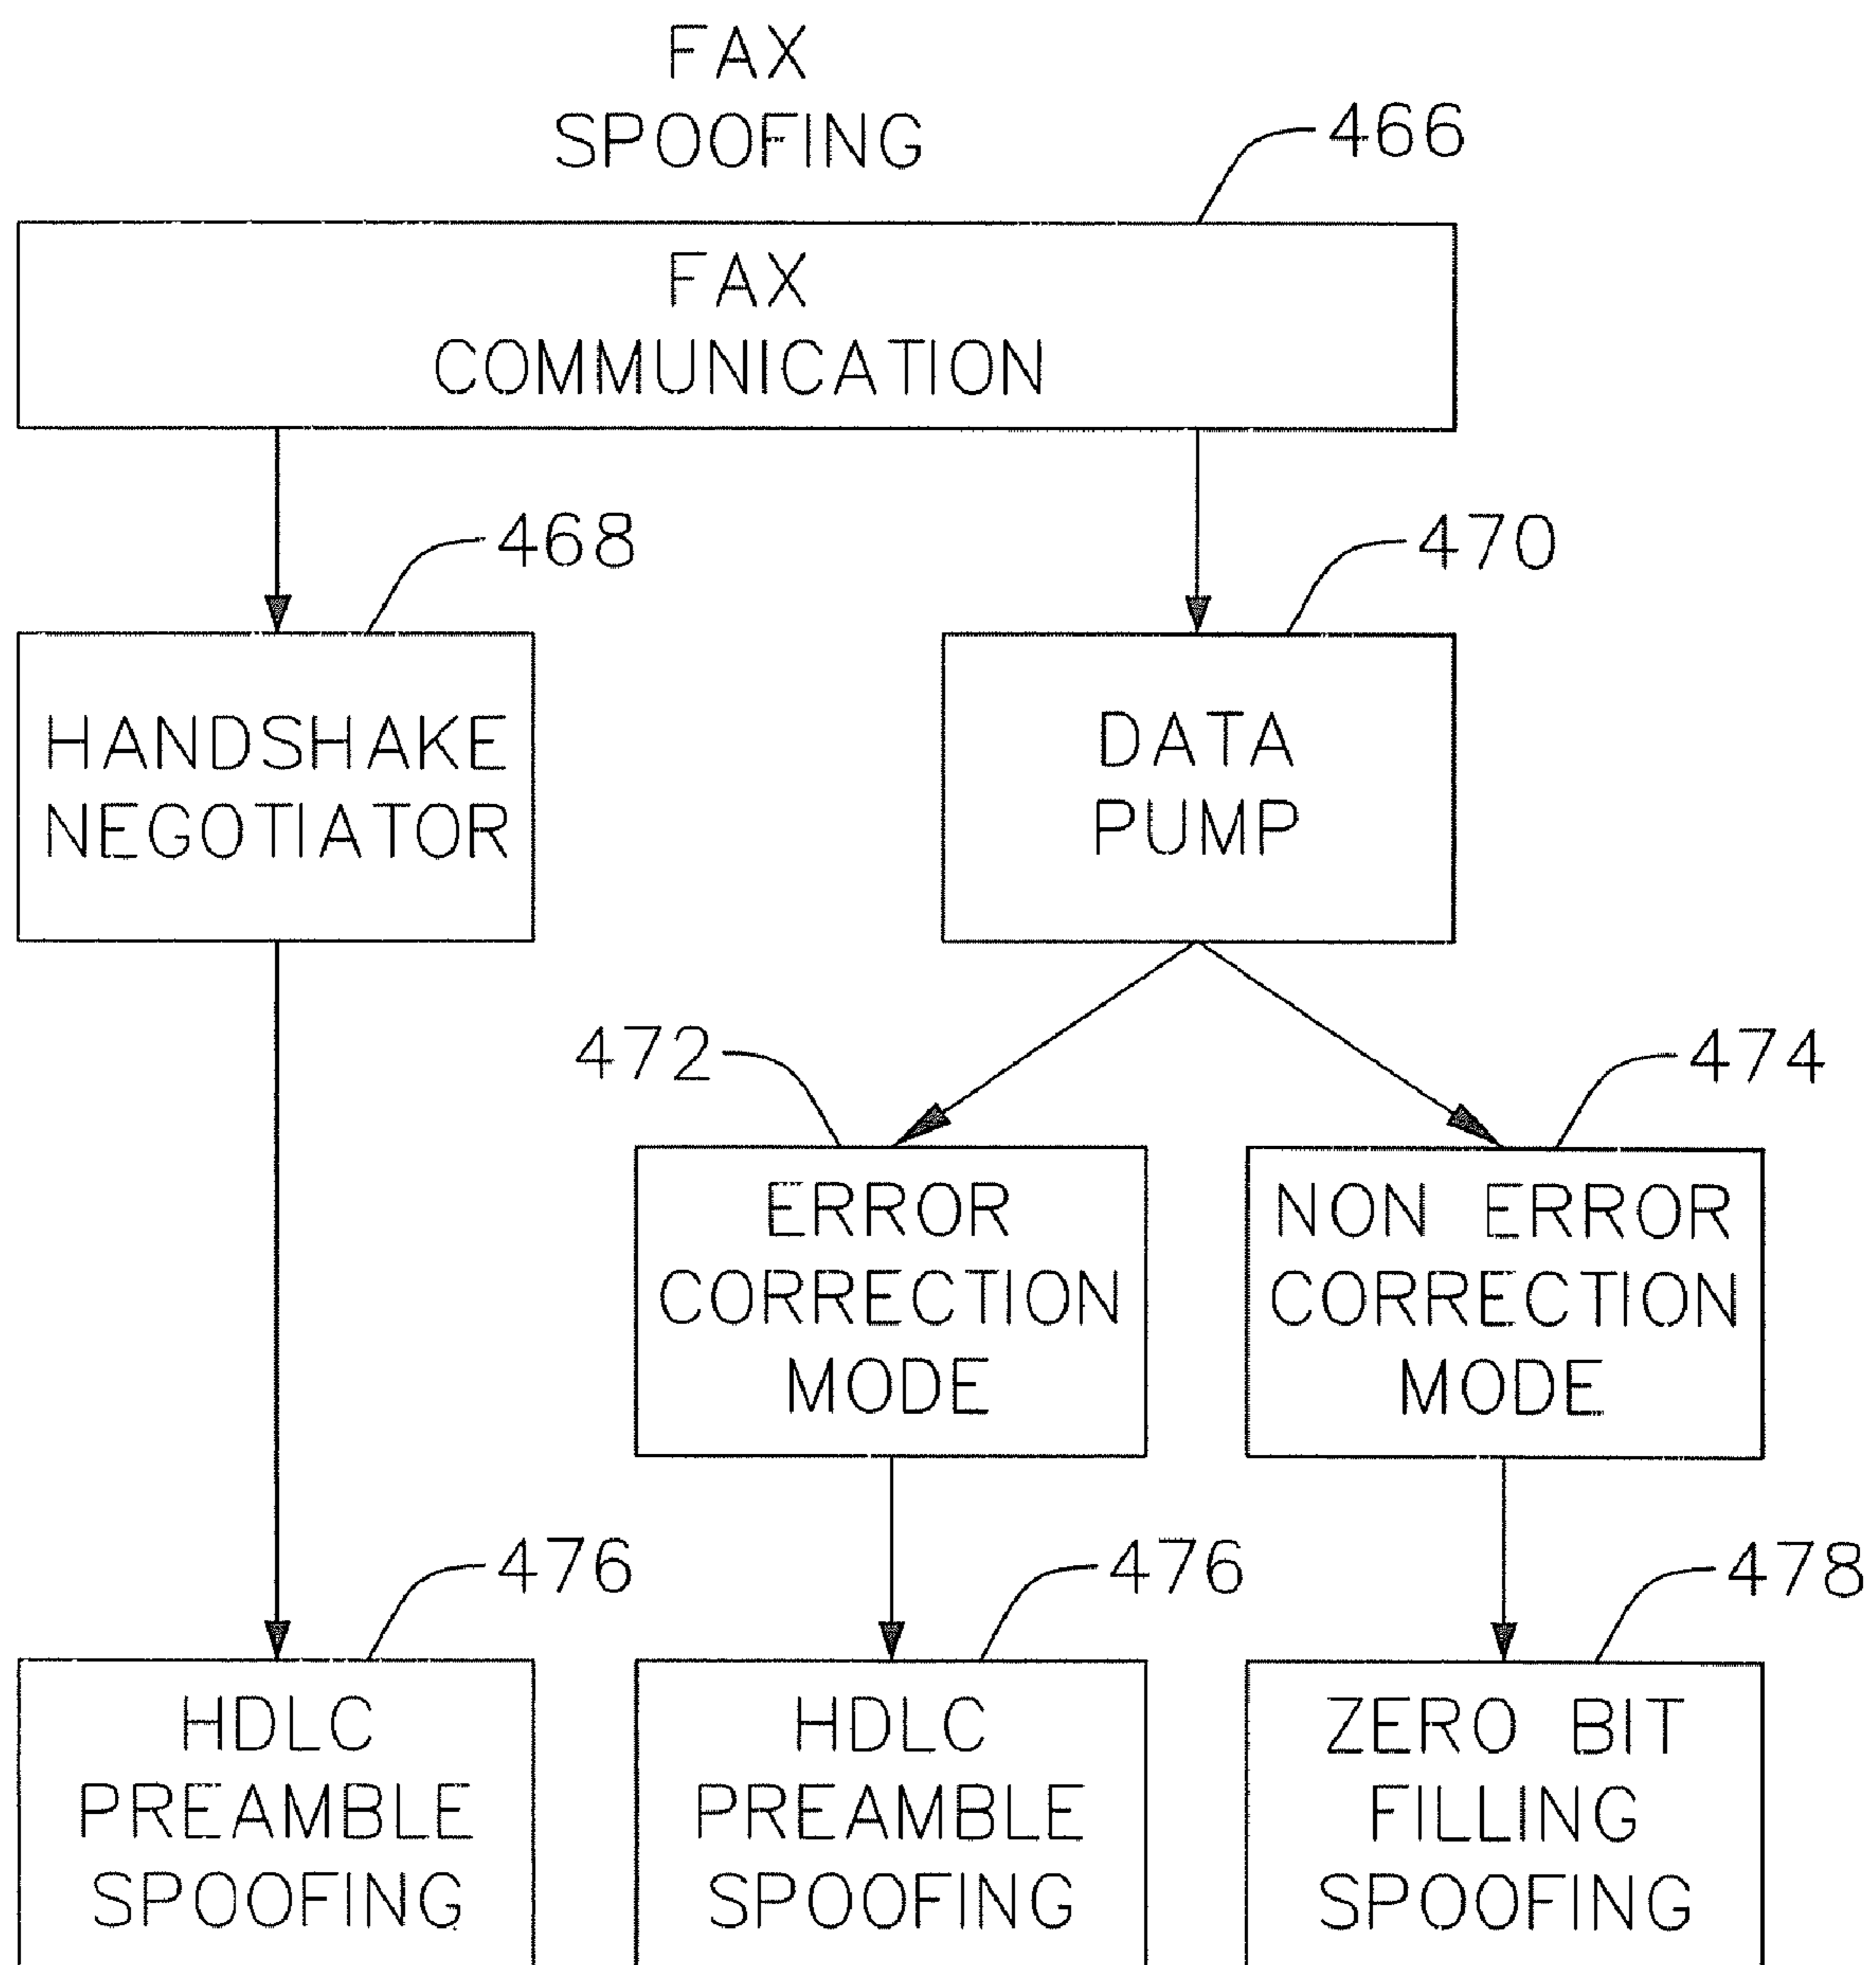 FAX
SPOOFING
466
FAX
COMMUNICATION
468
470
HANDSHAKE
NEGOTIATOR
DATA
PUMP
472
474
ERROR
CORRECTION
MODE
NON ERROR
CORRECTION
MODE
476
476
478
HDLC
PREAMBLE
SPOOFING
HDLC
PREAMBLE
SPOOFING
ZERO BIT
FILLING
SPOOFING